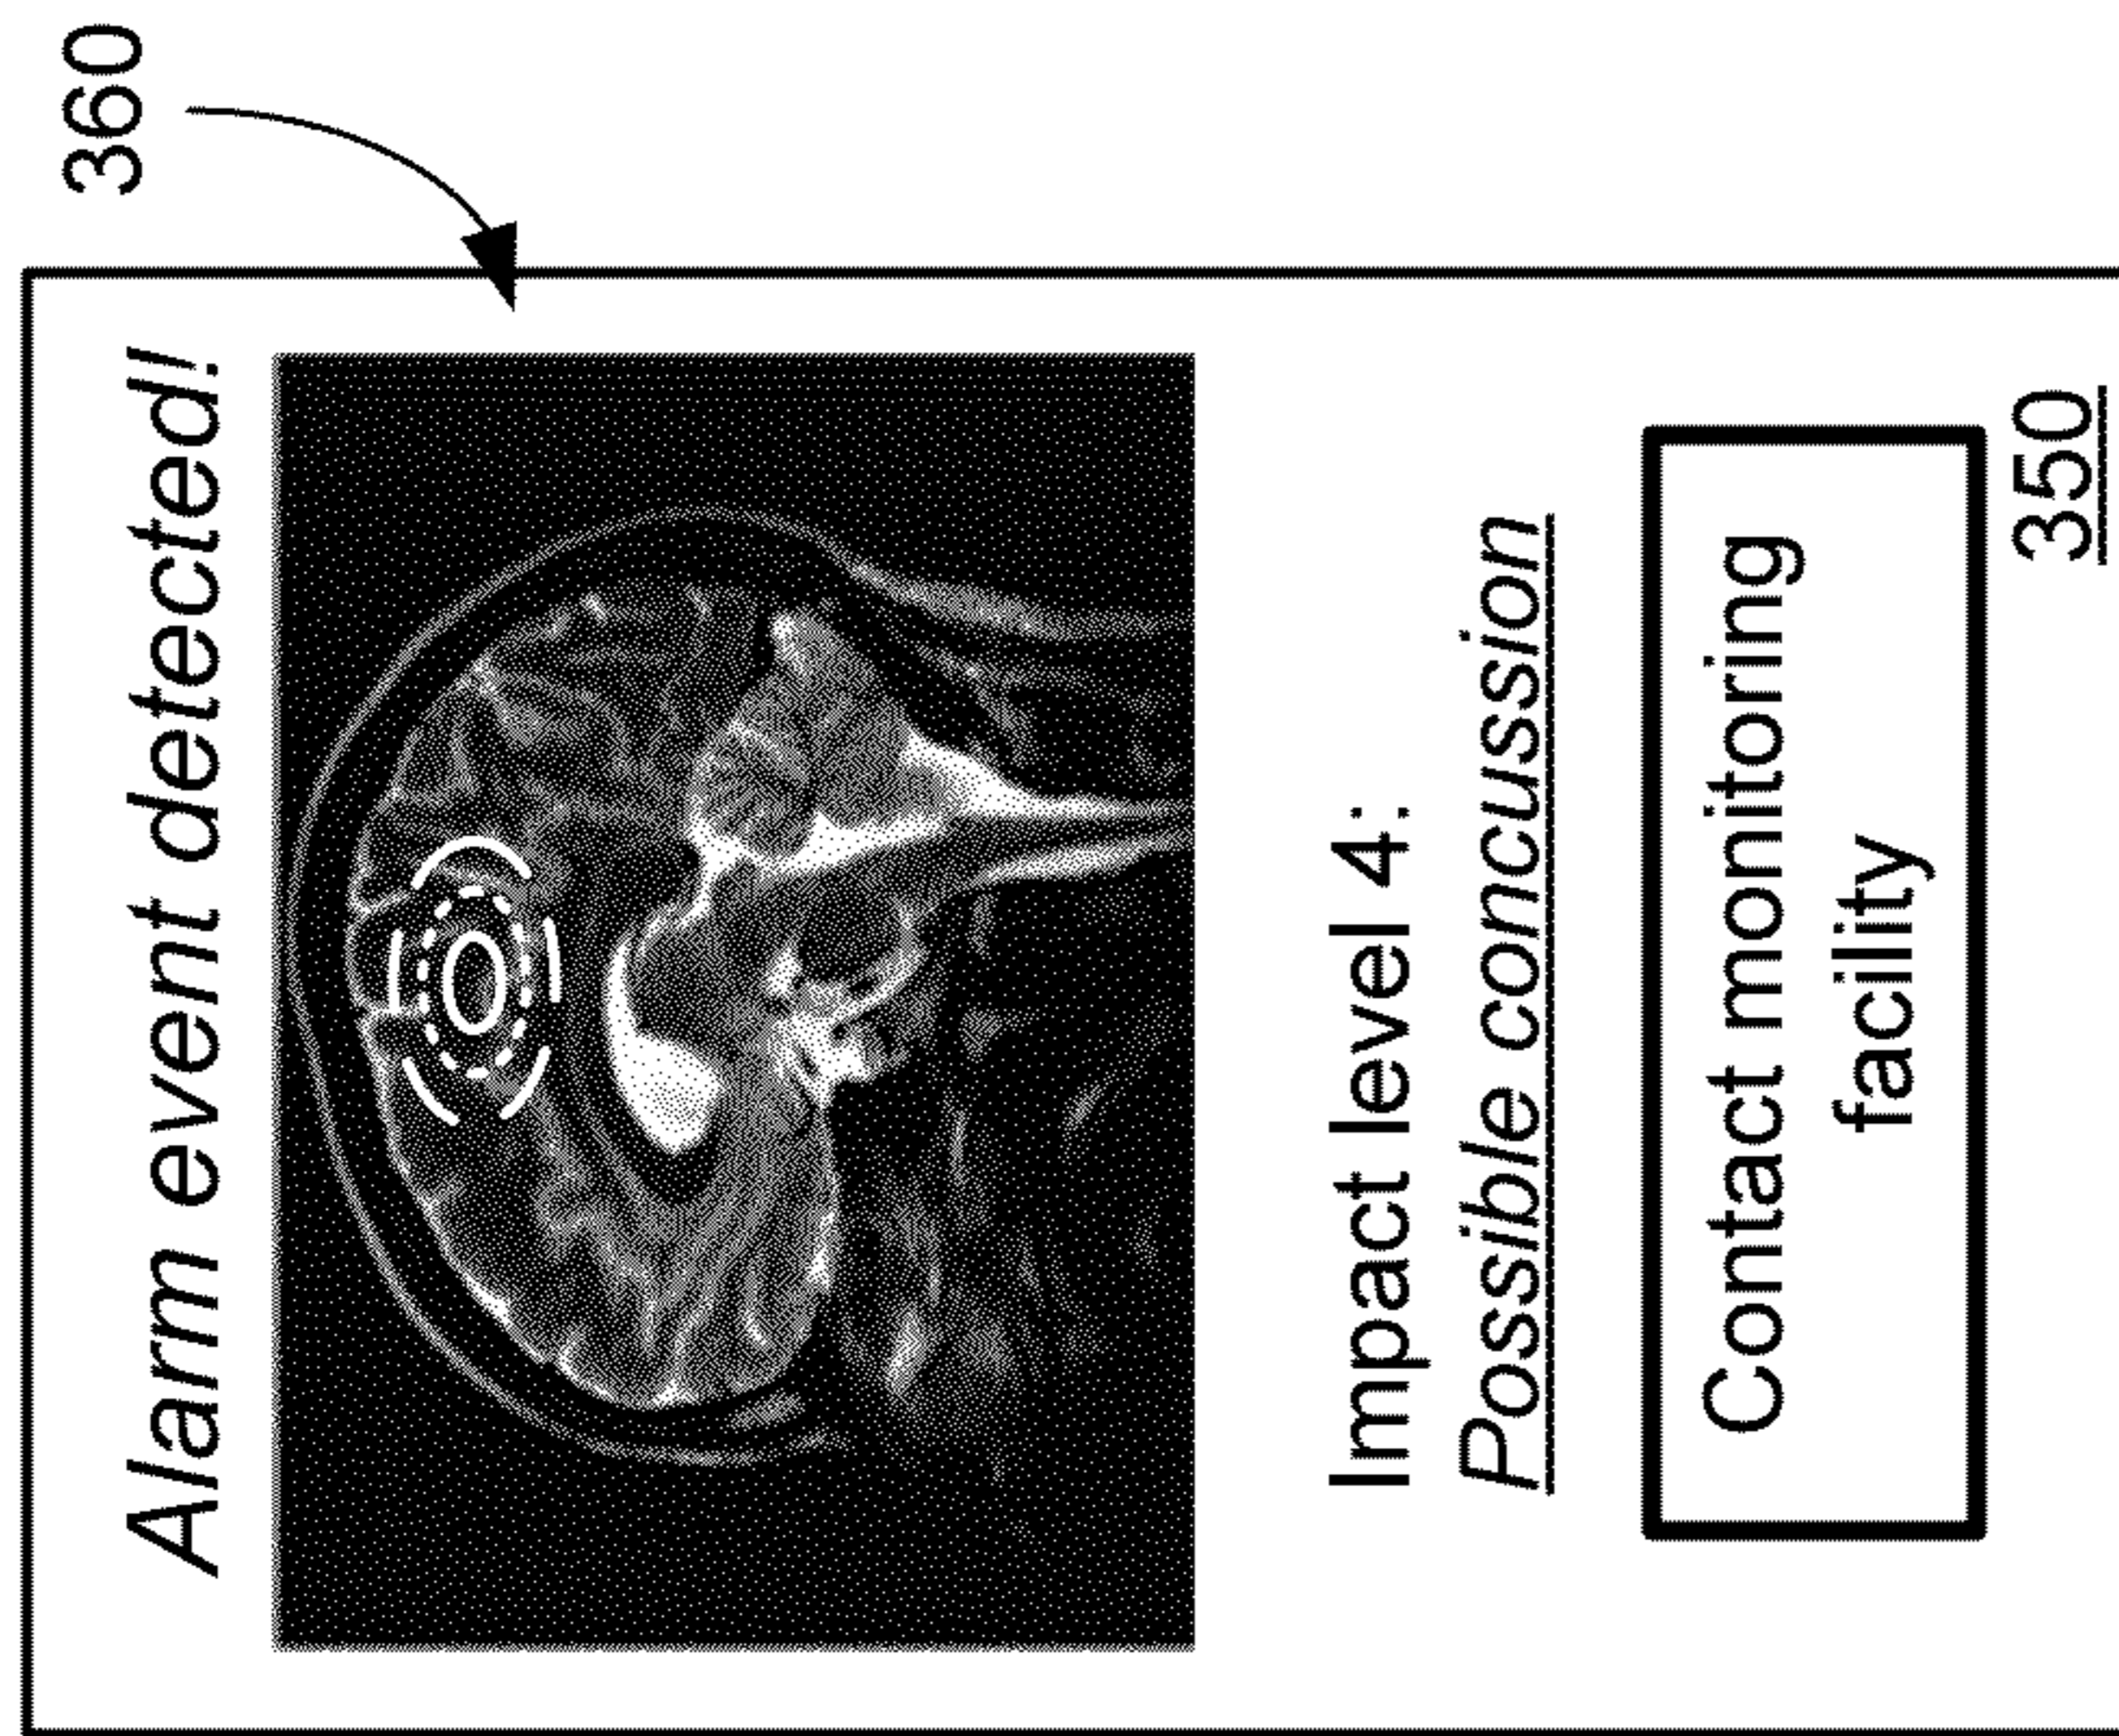 360
Alarm event detected!
Impact level 4:
Possible concussion
Contact monitoring
facility
350